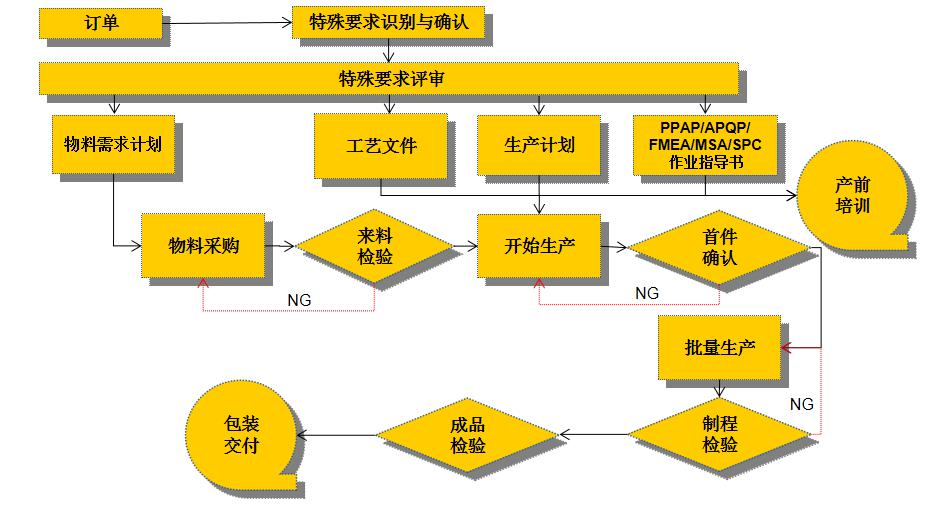 订单
特殊要求识别与确认
特殊要求评审
物料需求计划
工艺文件
生产计划
PPAP/APQP/
FMEA/MSA/SPC
作业指导书
产前
培训
物料采购
来料
检验
开始生产
首件
确认
NG
NG
批量生产
NG
包装
交付
成品
检验
制程
检验